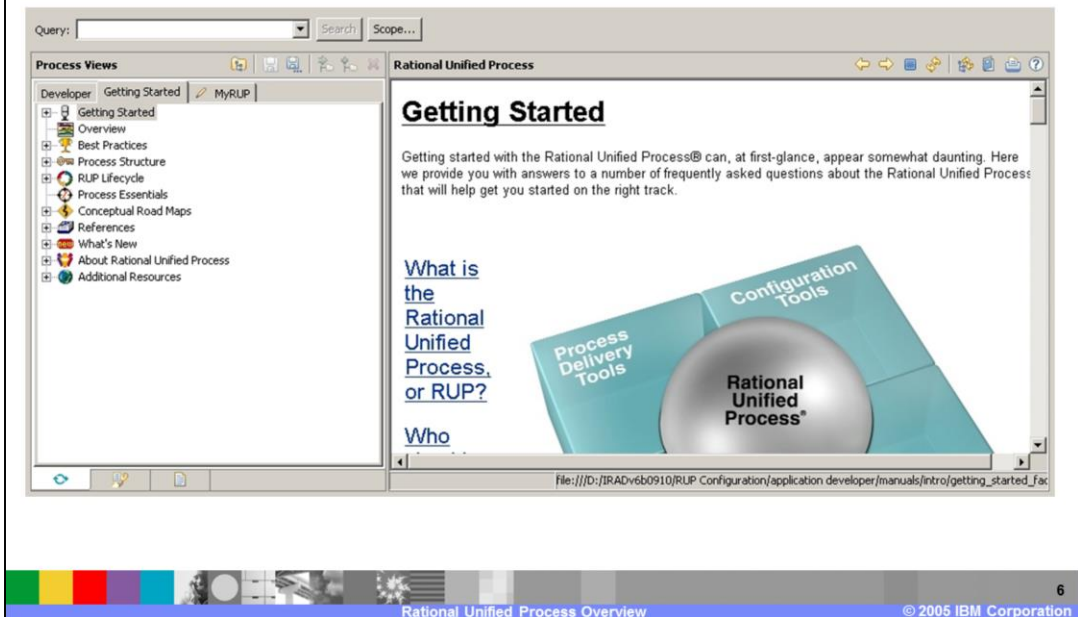 Query:
Search
Scope...
Process Views
Developer
Getting Started
MyRUP
Getting Started
Overview
Best Practices
Process Structure
RUP Lifecycle
Process Essentials
Conceptual Road Maps
References
What's New
About Rational Unified Process
Additional Resources
Rational Unified Process
Getting Started
Getting started with the Rational Unified Process® can, at first-glance, appear somewhat daunting. Here
we provide you with answers to a number of frequently asked questions about the Rational Unified Process
that will help get you started on the right track.
What is
the
Rational
Unified
Process,
or RUP?
Who
Process
Delivery
Tools
Configuration
Tools
Rational
Unified
Process®
file:///D:/IRADv6b0910/RUP Configuration/application developer/manuals/intro/getting_started_fac
6
Rational Unified Process Overview
© 2005 IBM Corporation